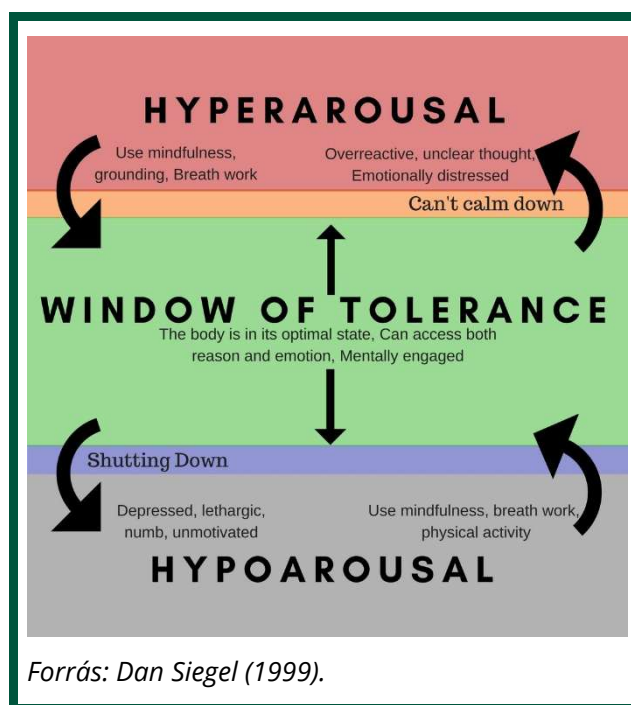 HYPERAROUSAL
Use mindfulness,
grounding, Breath work
Overreactive, unclear thought,
Emotionally distressed
Can't calm down
WINDOW OF TOLERANCE
The body is in its optimal state, Can access both
reason and emotion, Mentally engaged
Shutting Down
Depressed, lethargic,
numb, unmotivated
Use mindfulness, breath work,
physical activity
HYPOAROUSAL
Forrás: Dan Siegel (1999).